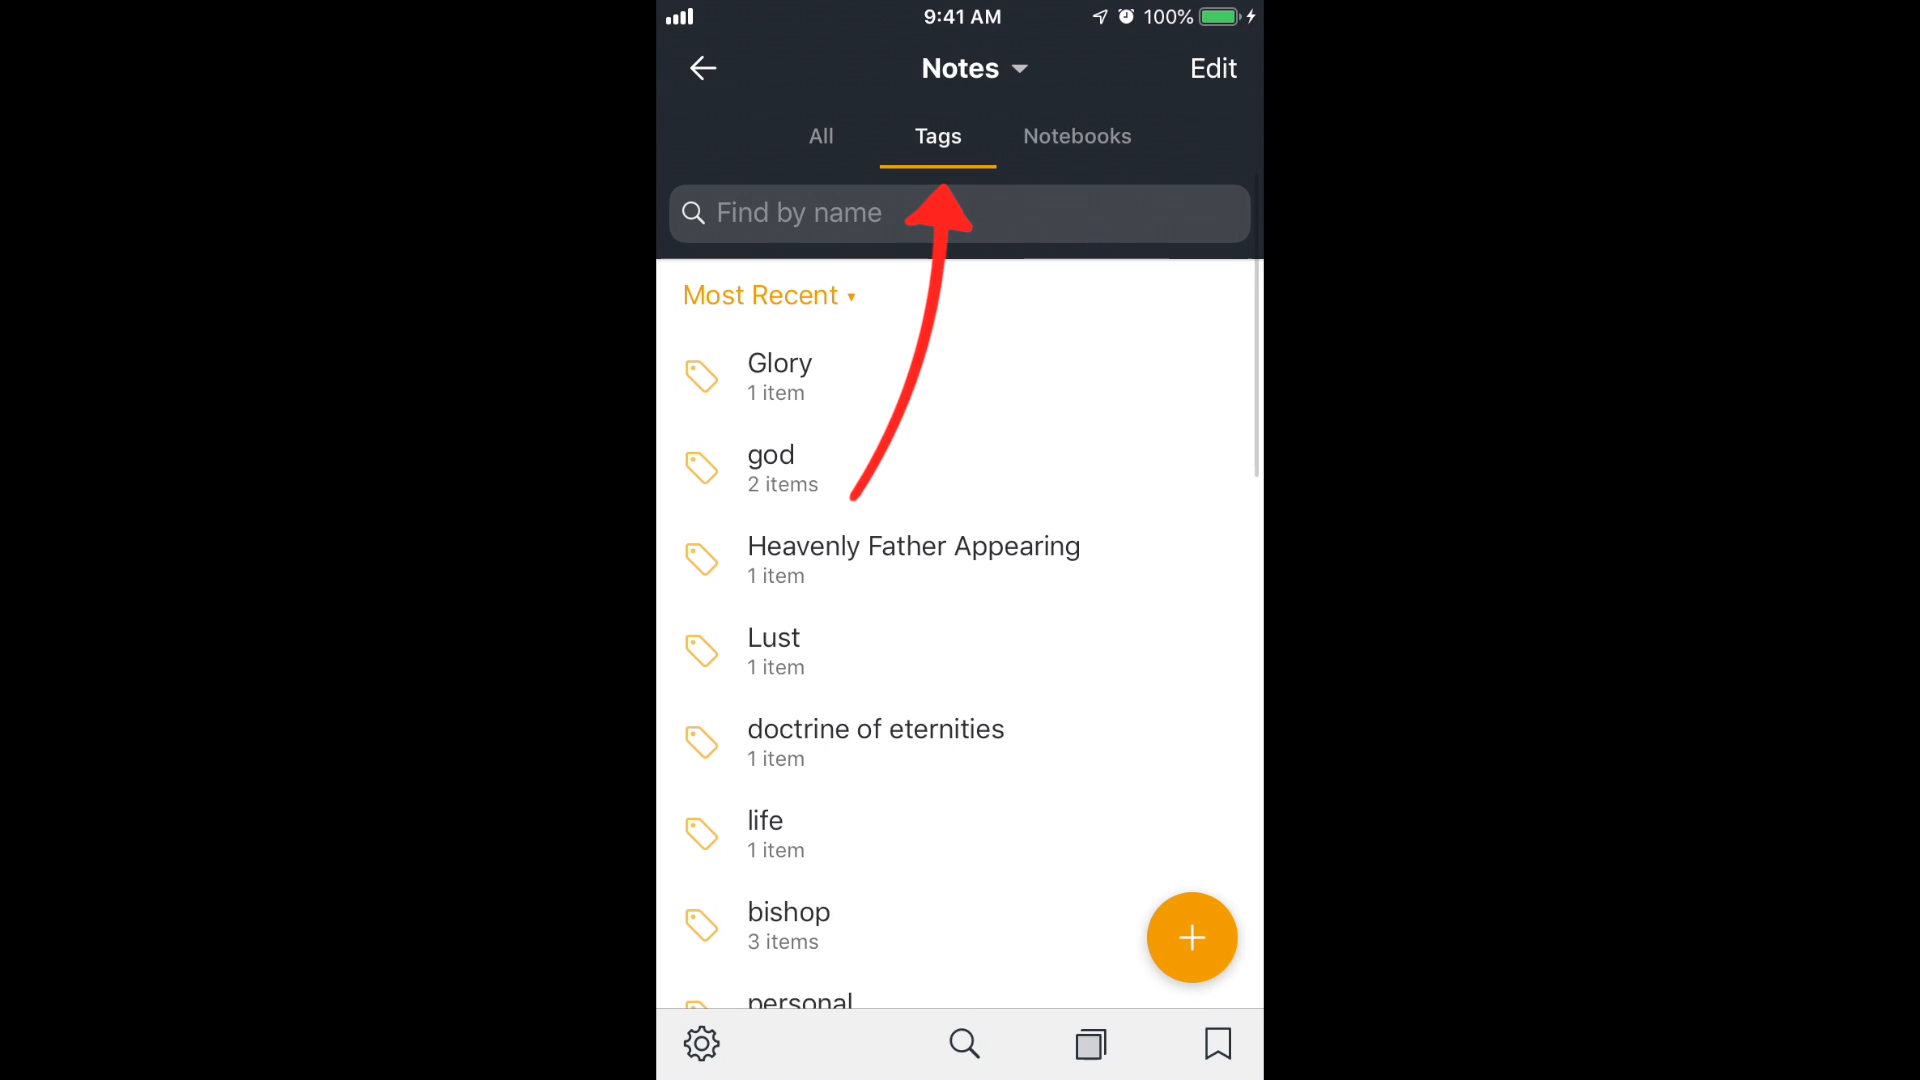 9:41 AM 100%
Notes Edit
All Tags Notebooks
Find by name
Most Recent
Glory
1 item
god
2 items
Heavenly Father Appearing
1 item
Lust
1 item
doctrine of eternities
1 item
life
1 item
bishop
3 items
personal